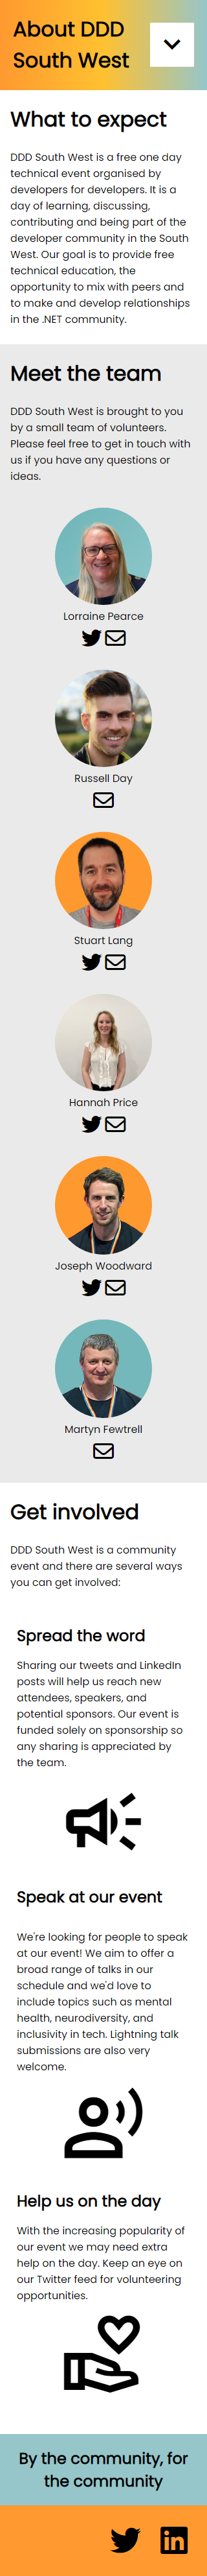 About DDD
South West
What to expect
DDD South West is a free one day
technical event organised by
developers for developers. It is a
day of learning, discussing,
contributing and being part of the
developer community in the South
West. Our goal is to provide free
technical education, the
opportunity to mix with peers and
to make and develop relationships
in the .NET community.
Meet the team
DDD South West is brought to you
by a small team of volunteers.
Please feel free to get in touch with
us if you have any questions or
ideas.
Lorraine Pearce
Russell Day
Stuart Lang
Hannah Price
Joseph Woodward
Martyn Fewtrell
Get involved
DDD South West is a community
event and there are several ways
you can get involved:
Spread the word
Sharing our tweets and LinkedIn
posts will help us reach new
attendees, speakers, and
potential sponsors. Our event is
funded solely on sponsorship so
any sharing is appreciated by
the team.
Speak at our event
We're looking for people to speak
at our event! We aim to offer a
broad range of talks in our
schedule and we'd love to
include topics such as mental
health, neurodiversity, and
inclusivity in tech. Lightning talk
submissions are also very
welcome.
Help us on the day
With the increasing popularity of
our event we may need extra
help on the day. Keep an eye on
our Twitter feed for volunteering
opportunities.
By the community, for
the community